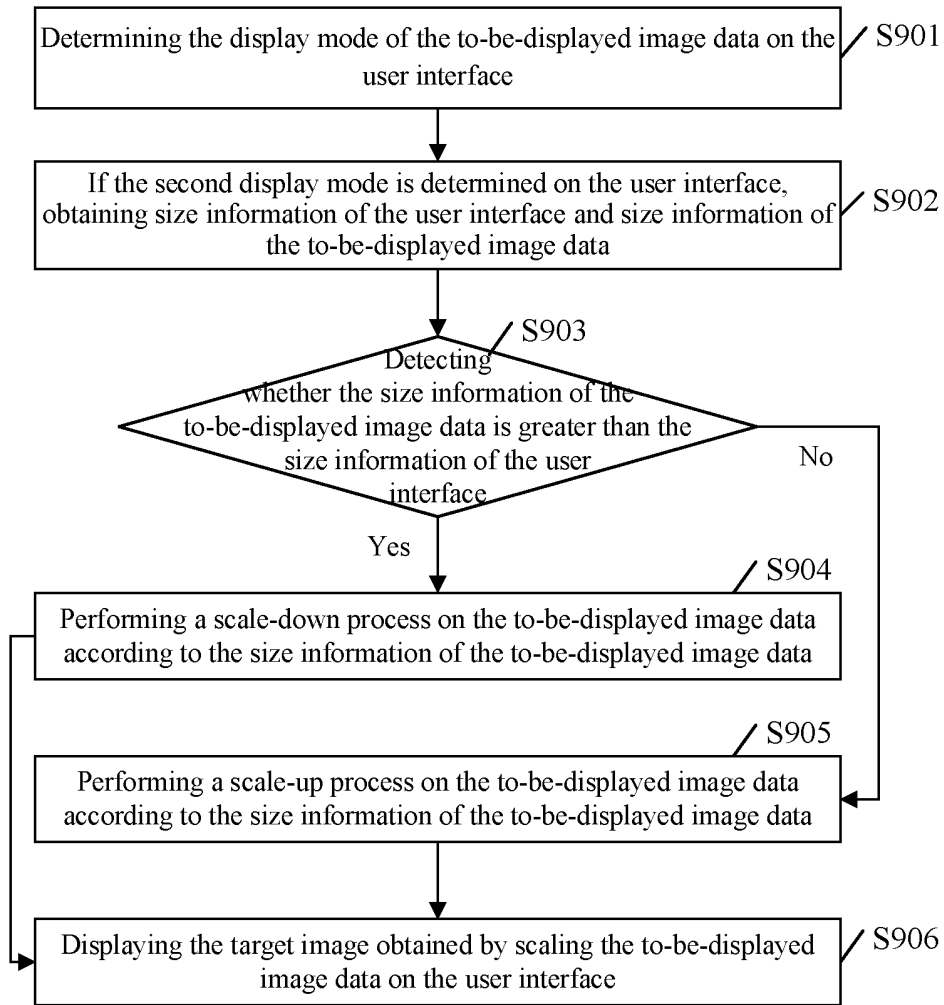 Determining the display mode of the to-be-displayed image data on the
user interface
S901
If the second display mode is determined on the user interface,
obtaining size information of the user interface and size information of
the to-be-displayed image data
S902
S903
Detecting
whether the size information of the
to-be-displayed image data is greater than the
size information of the user
interface
No
Yes
S904
Performing a scale-down process on the to-be-displayed image data
according to the size information of the to-be-displayed image data
S905
Performing a scale-up process on the to-be-displayed image data
according to the size information of the to-be-displayed image data
Displaying the target image obtained by scaling the to-be-displayed
image data on the user interface
S906